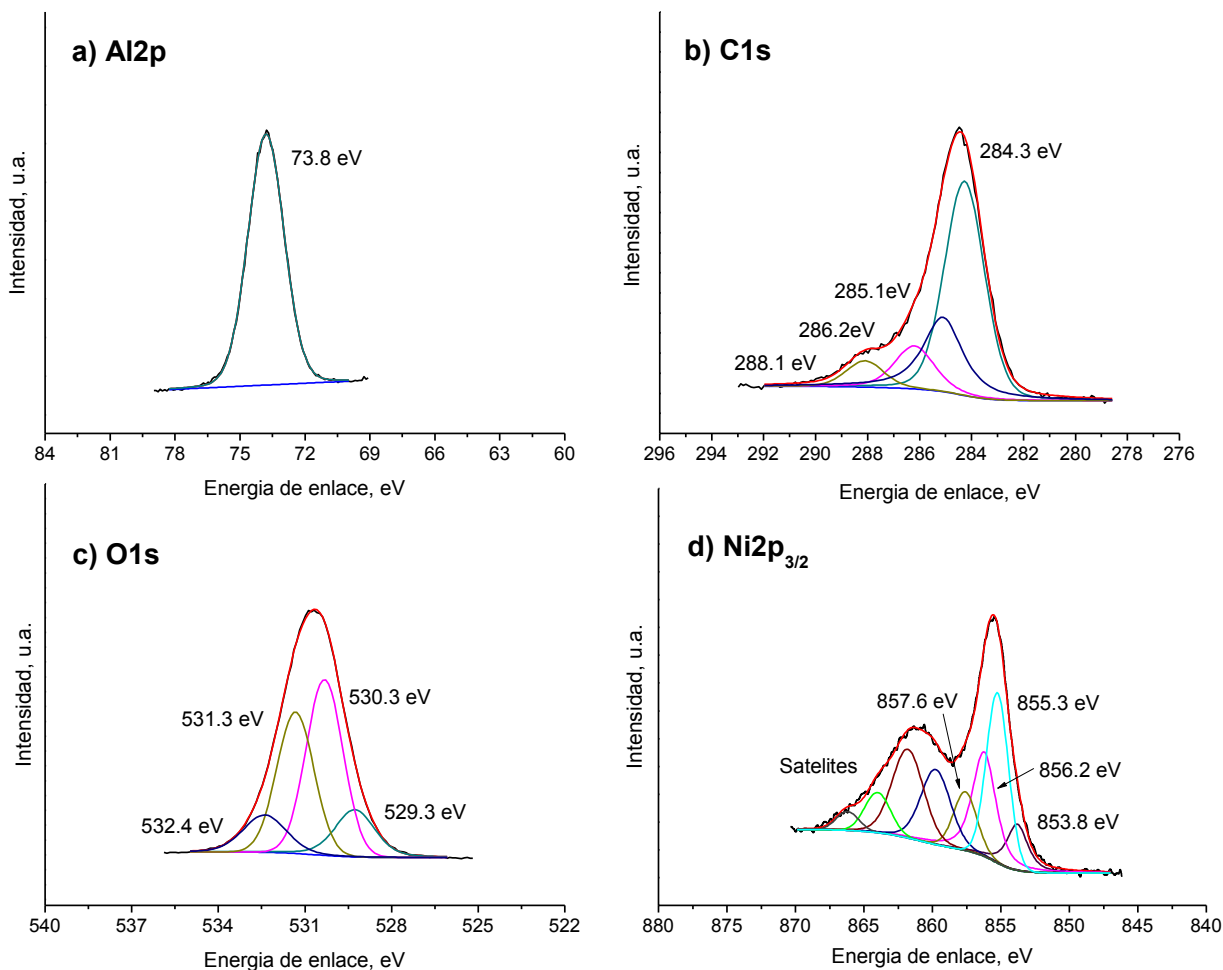 a) Al2p
73.8 eV
Intensidad, u.a.
84 81 78 75 72 69 66 63 60
Energia de enlace, eV
b) C1s
284.3 eV
285.1eV
286.2eV
288.1 eV
Intensidad, u.a.
296 294 292 290 288 286 284 282 280 278 276
Energia de enlace, eV
c) O1s
530.3 eV
531.3 eV
529.3 eV
532.4 eV
Intensidad, u.a.
540 537 534 531 528 525 522
Energia de enlace, eV
d) Ni2p3/2
857.6 eV
855.3 eV
Satelites
856.2 eV
853.8 eV
Intensidad, u.a.
880 875 870 865 860 855 850 845 840
Energia de enlace, eV